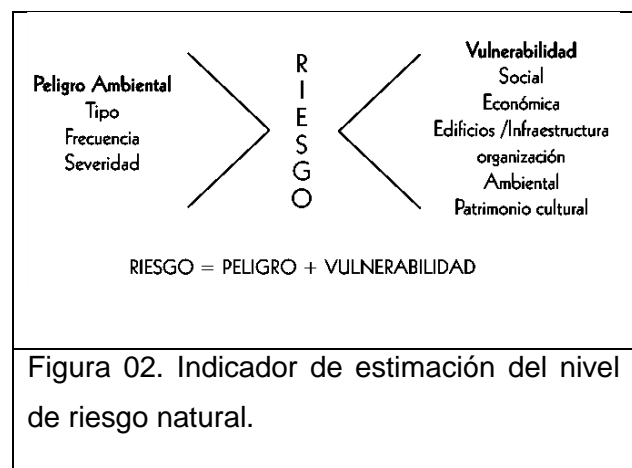 Peligro Ambiental
Tipo
Frecuencia
Severidad
R
I
E
S
G
O
Vulnerabilidad
Social
Económica
Edificios /Infraestructura
organización
Ambiental
Patrimonio cultural
RIESGO = PELIGRO + VULNERABILIDAD
Figura 02. Indicador de estimación del nivel
de riesgo natural.